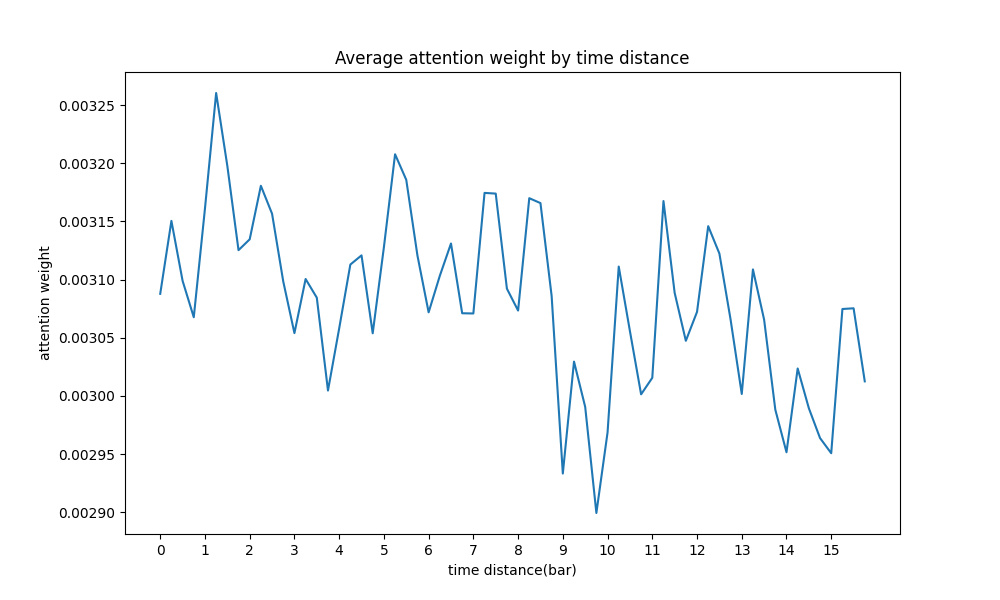 Average attention weight by time distance
attention weight
0.00325
0.00320
0.00315
0.00310
0.00305
0.00300
0.00295
0.00290
0 1 2 3 4 5 6 7 8 9 10 11 12 13 14 15
time distance(bar)